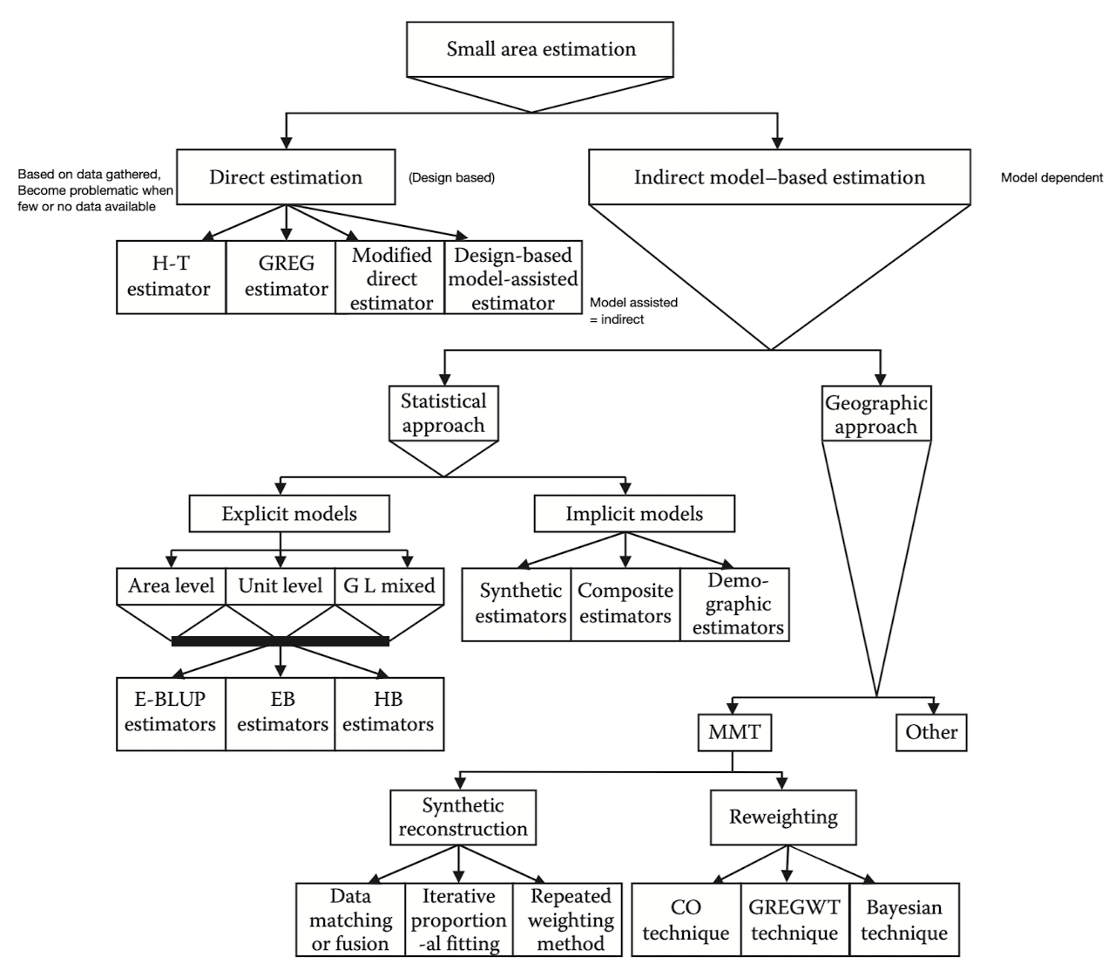 Small area estimation
Based on data gathered,
Become problematic when
few or no data available
Direct estimation
(Design based)
Indirect model–based estimation
Model dependent
H-T
estimator
GREG
estimator
Modified
direct
estimator
Design-based
model-assisted
estimator
Model assisted
= indirect
Statistical
approach
Geographic
approach
Explicit models
Implicit models
Area level
Unit level
G L mixed
Synthetic
estimators
Composite
estimators
Demo-
graphic
estimators
E-BLUP
estimators
EB
estimators
HB
estimators
MMT
Other
Synthetic
reconstruction
Reweighting
Data
matching
or fusion
Iterative
proportion
-al fitting
Repeated
weighting
method
CO
technique
GREGWT
technique
Bayesian
technique